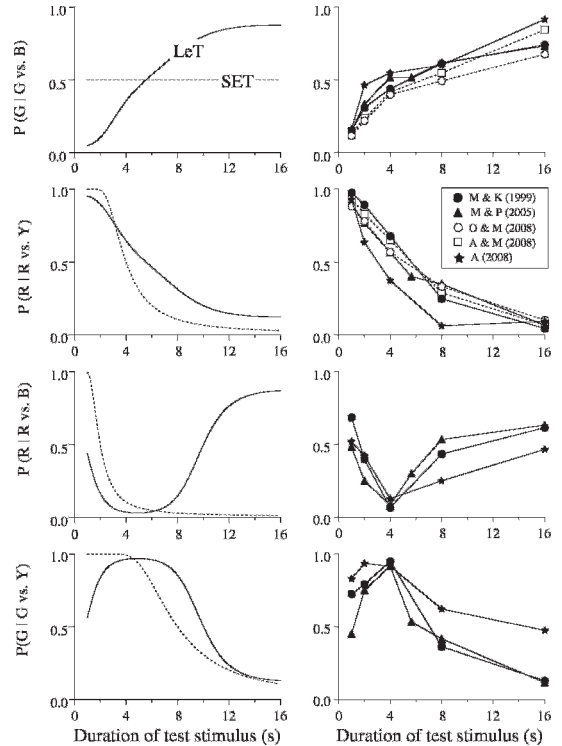 P (G | G vs. B)
1.0
0.5
0.0
LeT
SET
0 4 8 12 16
1.0
0.5
0.0
0 4 8 12 16
P (R | R vs. Y)
1.0
0.5
0.0
0 4 8 12 16
1.0
0.5
0.0
M & K (1999)
M & P (2005)
O & M (2008)
A & M (2008)
A (2008)
0 4 8 12 16
P (R | R vs. B)
1.0
0.5
0.0
0 4 8 12 16
1.0
0.5
0.0
0 4 8 12 16
P(G | G vs. Y)
1.0
0.5
0.0
0 4 8 12 16
Duration of test stimulus (s)
1.0
0.5
0.0
0 4 8 12 16
Duration of test stimulus (s)